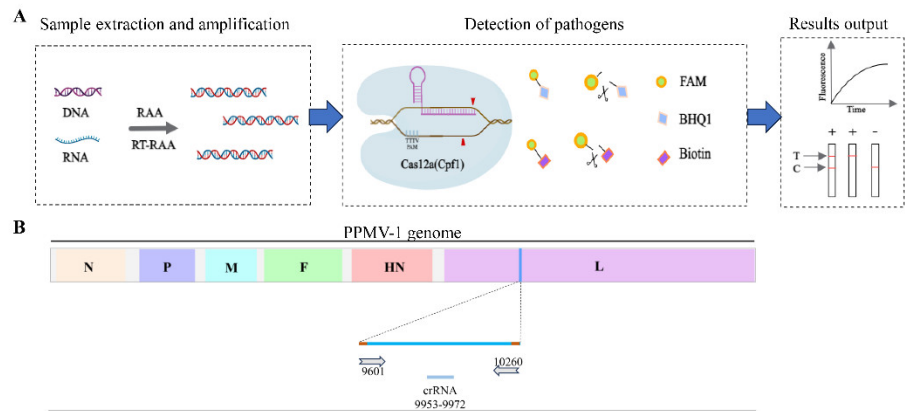 A
Sample extraction and amplification
Detection of pathogens
Results output
DNA
RNA
RAA
RT-RAA
TTTV
PAM
Cas12a(Cpf1)
FAM
BHQ1
Biotin
Fluorescence
Time
+ + -
T
C
B
PPMV-1 genome
N P M F HN L
9601
10260
crRNA
9953-9972